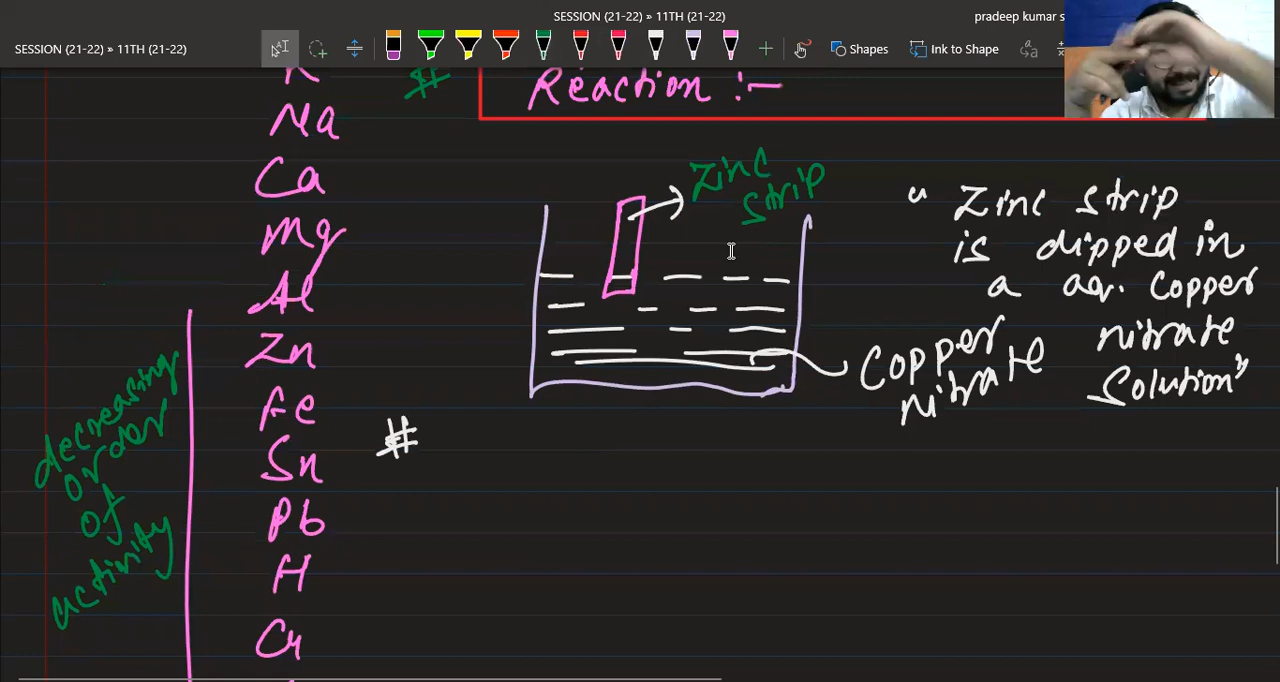 SESSION (21-22) » 11TH (21-22)
pradeep kumar s
SESSION (21-22) » 11TH (21-22)
Shapes
Ink to Shape
K
Reaction :-
Na
Ca
Mg
Al
Zn
Fe
Sn
Pb
H
Cu
#
#
decreasing
order
of
activity
Zinc
strip
Copper
nitrate
" Zinc strip
is dipped in
a aq. Copper
nitrate
Solution"